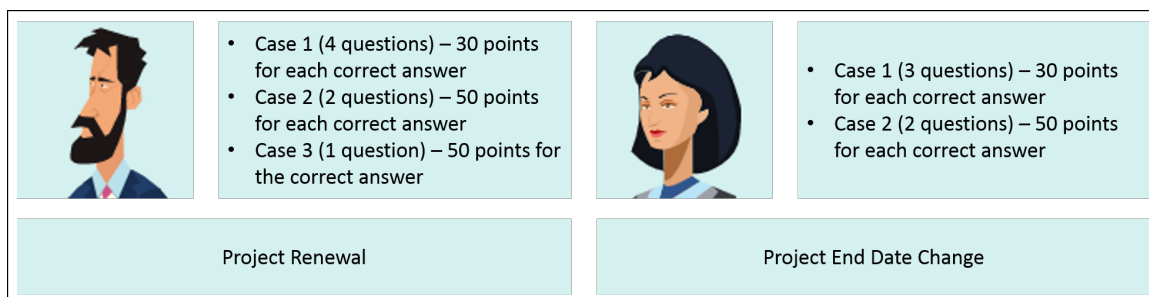 • Case 1 (4 questions) – 30 points
for each correct answer
• Case 2 (2 questions) – 50 points
for each correct answer
• Case 3 (1 question) – 50 points for
the correct answer
Project Renewal
• Case 1 (3 questions) – 30 points
for each correct answer
• Case 2 (2 questions) – 50 points
for each correct answer
Project End Date Change